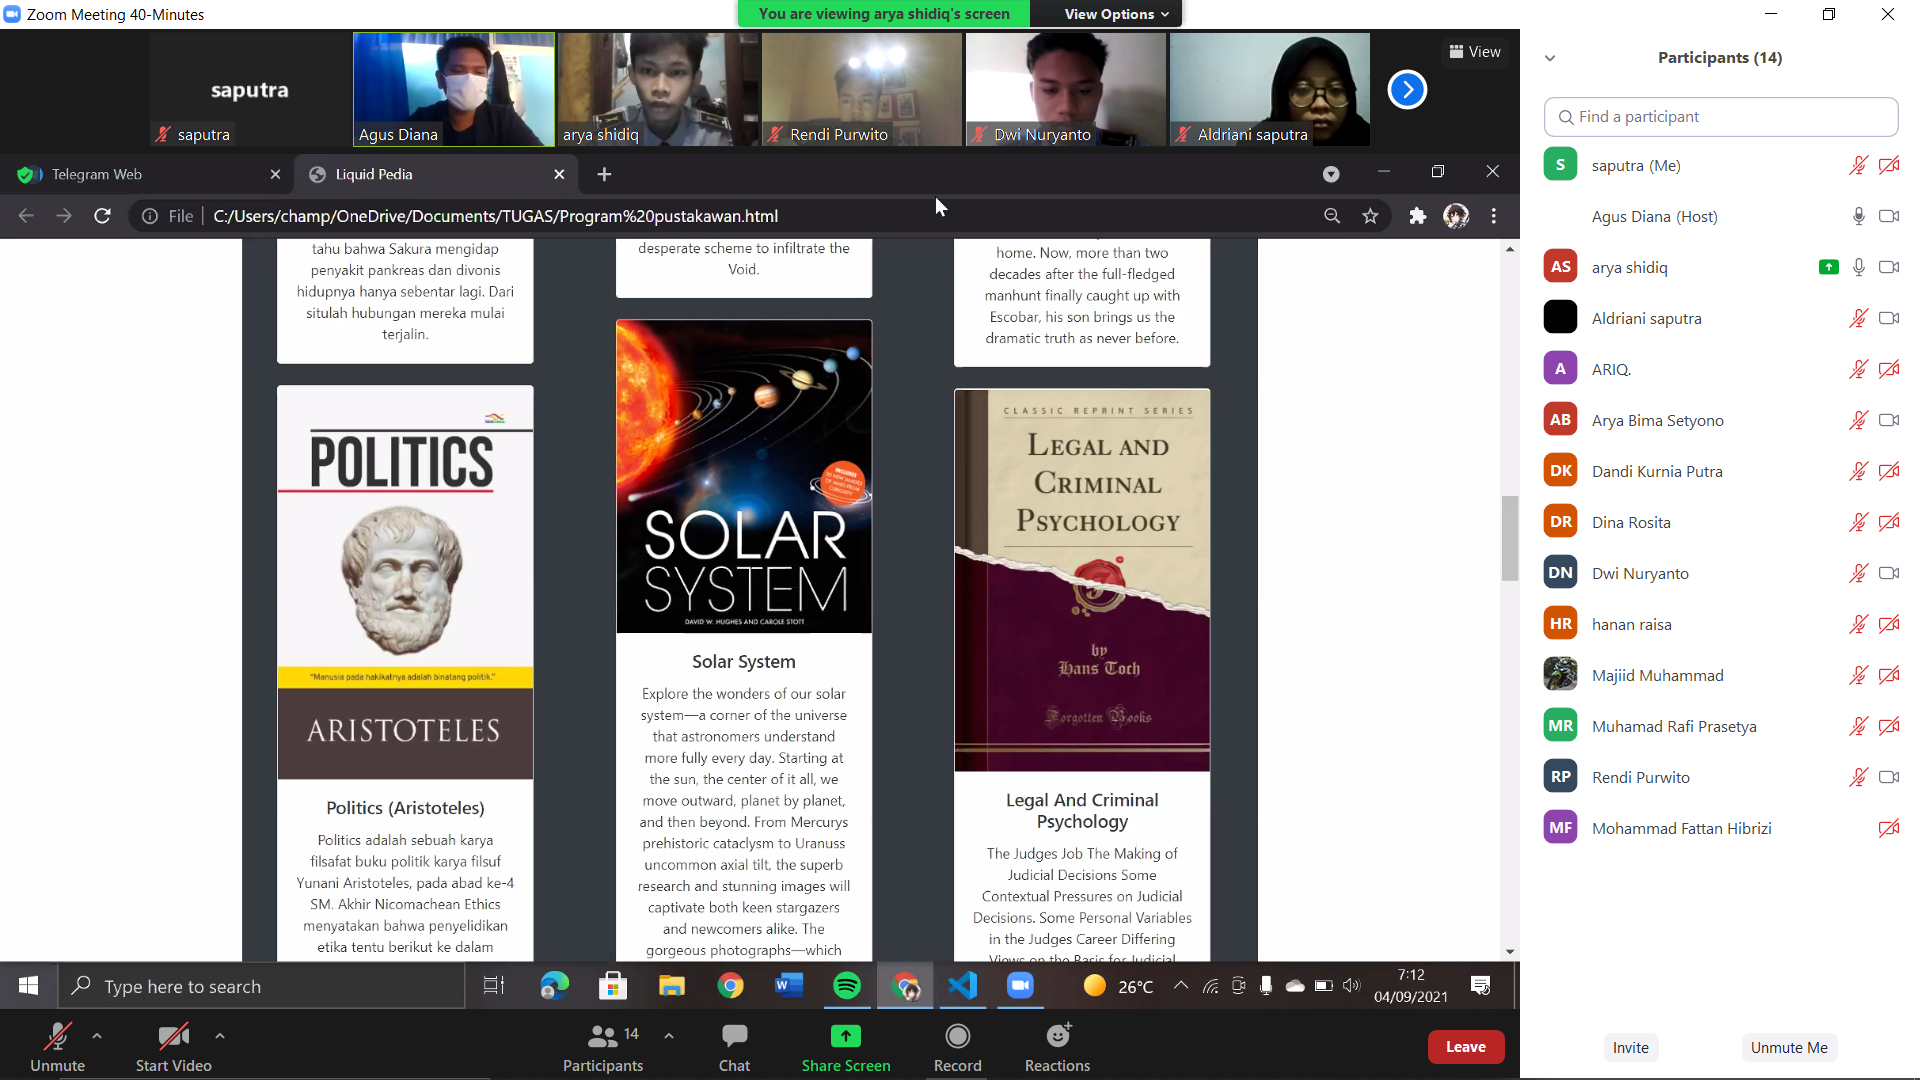 Zoom Meeting 40-Minutes
You are viewing arya shidiq's screen
View Options
saputra
saputra
Agus Diana
arya shidiq
Rendi Purwito
Dwi Nuryanto
Aldriani saputra
View
Telegram Web
Liquid Pedia
File
C:/Users/champ/OneDrive/Documents/TUGAS/Program%20pustakawan.html
tahu bahwa Sakura mengidap
penyakit pankreas dan divonis
hidupnya hanya sebentar lagi. Dari
situlah hubungan mereka mulai
terjalin.
POLITICS
"Manusia pada hakikatnya adalah binatang politik."
ARISTOTELES
Politics (Aristoteles)
Politics adalah sebuah karya
filsafat buku politik karya filsuf
Yunani Aristoteles, pada abad ke-4
SM. Akhir Nicomachean Ethics
menyatakan bahwa penyelidikan
etika tentu berikut ke dalam
desperate scheme to infiltrate the
Void.
SOLAR
SYSTEM
DAVID W. HUGHES AND CAROLE STOTT
Solar System
Explore the wonders of our solar
system—a corner of the universe
that astronomers understand
more fully every day. Starting at
the sun, the center of it all, we
move outward, planet by planet,
and then beyond. From Mercurys
prehistoric cataclysm to Uranuss
uncommon axial tilt, the superb
research and stunning images will
captivate both keen stargazers
and newcomers alike. The
gorgeous photographs—which
home. Now, more than two
decades after the full-fledged
manhunt finally caught up with
Escobar, his son brings us the
dramatic truth as never before.
CLASSIC REPRINT SERIES
LEGAL AND
CRIMINAL
PSYCHOLOGY
by
Hans Toch
Forgotten Books
Legal And Criminal
Psychology
The Judges Job The Making of
Judicial Decisions Some
Contextual Pressures on Judicial
Decisions. Some Personal Variables
in the Judges Career Differing
Views on the Basis for Judicial
Type here to search
26°C
7:12
04/09/2021
Unmute
Start Video
14
Participants
Chat
Share Screen
Record
Reactions
Leave
Participants (14)
Find a participant
S saputra (Me)
Agus Diana (Host)
AS arya shidiq
Aldriani saputra
A ARIQ.
AB Arya Bima Setyono
DK Dandi Kurnia Putra
DR Dina Rosita
DN Dwi Nuryanto
HR hanan raisa
Majiid Muhammad
MR Muhamad Rafi Prasetya
RP Rendi Purwito
MF Mohammad Fattan Hibrizi
Invite
Unmute Me